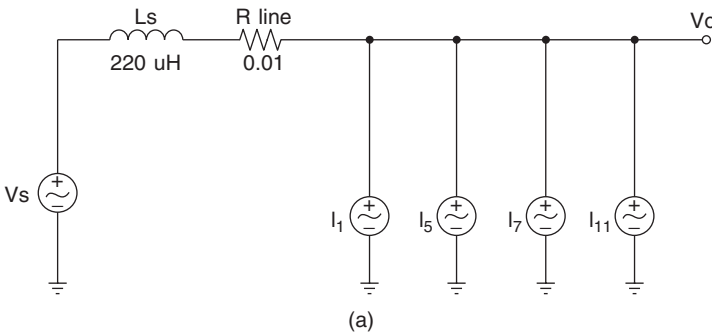 Ls
R line
Vo
220 uH
0.01
Vs
I₁
I₅
I₇
I₁₁
(a)